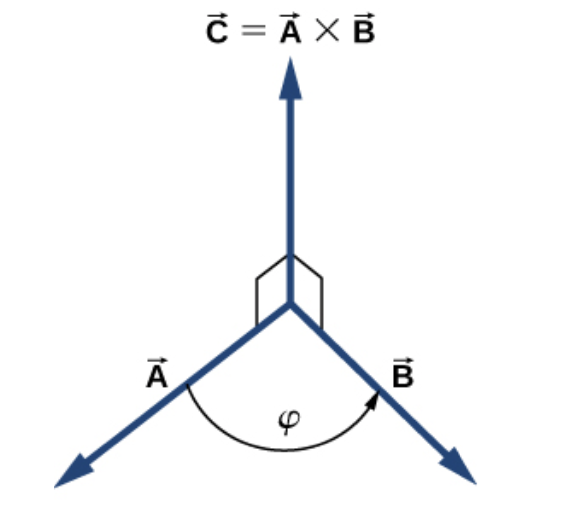 C⃗ = A⃗ × B⃗
A⃗
B⃗
φ